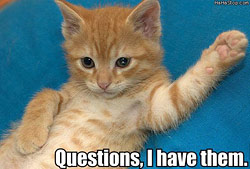 Questions, I have them.